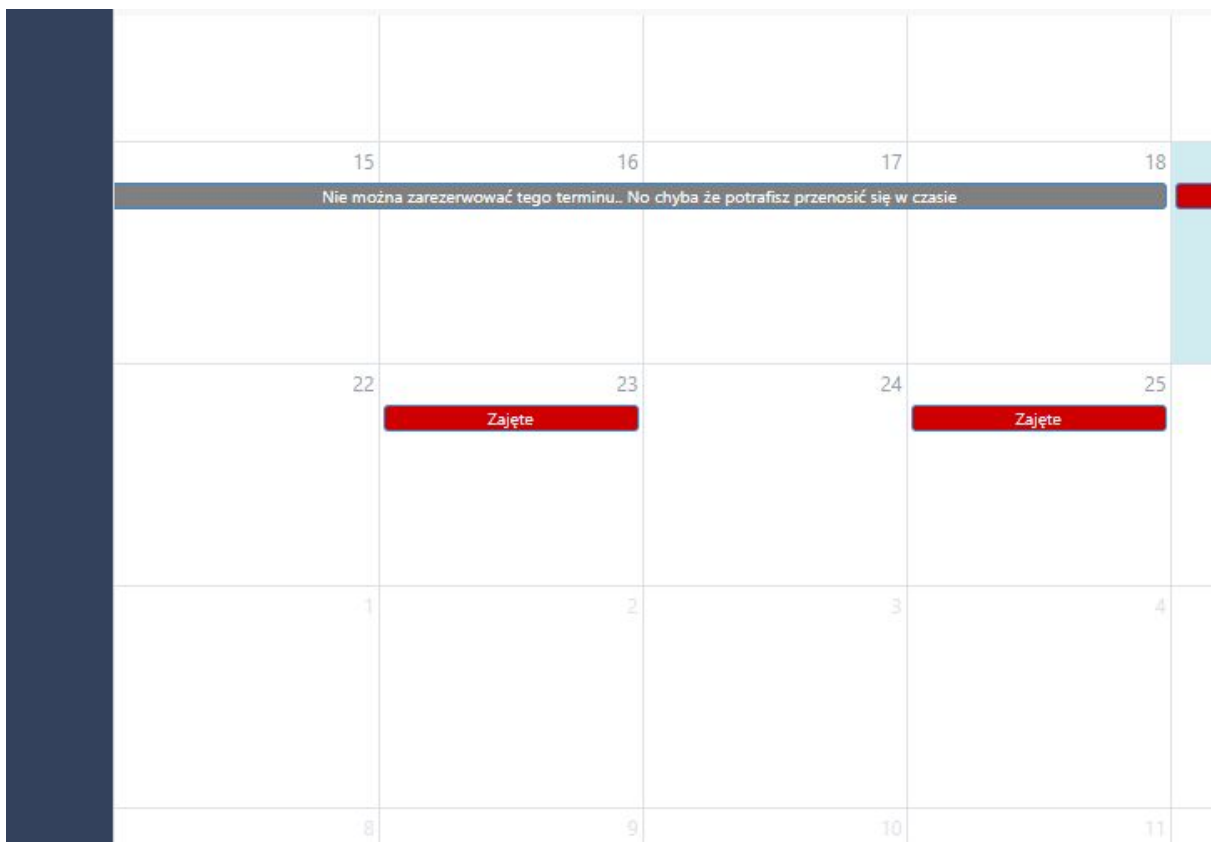 15 16 17 18
Nie można zarezerwować tego terminu.. No chyba że potrafisz przenosić się w czasie
22 23 24 25
Zajęte Zajęte
1 2 3 4
8 9 10 11